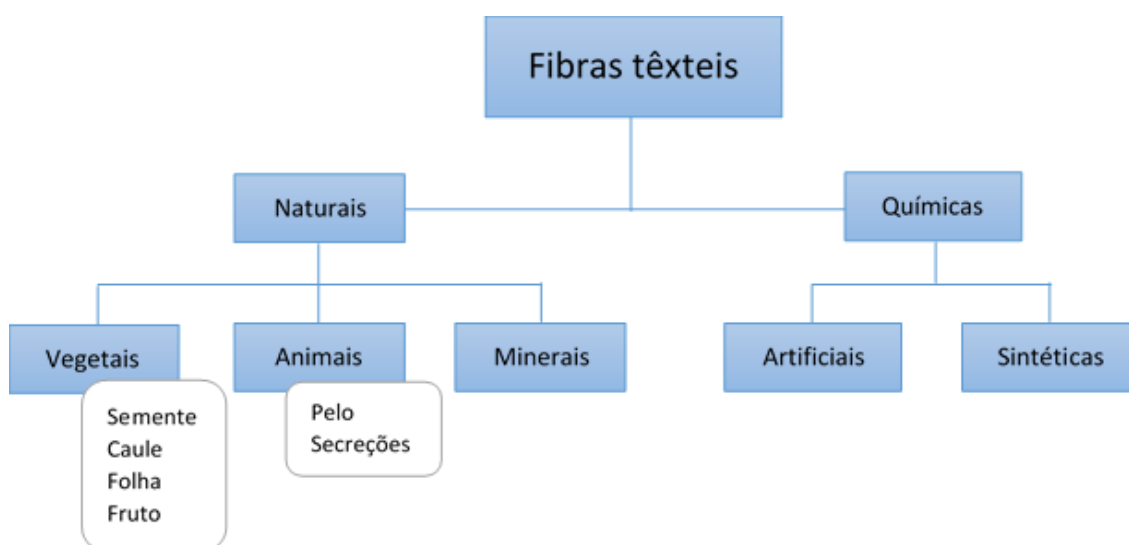 Fibras têxteis
Naturais
Químicas
Vegetais
Animais
Minerais
Artificiais
Sintéticas
Semente
Caule
Folha
Fruto
Pelo
Secreções